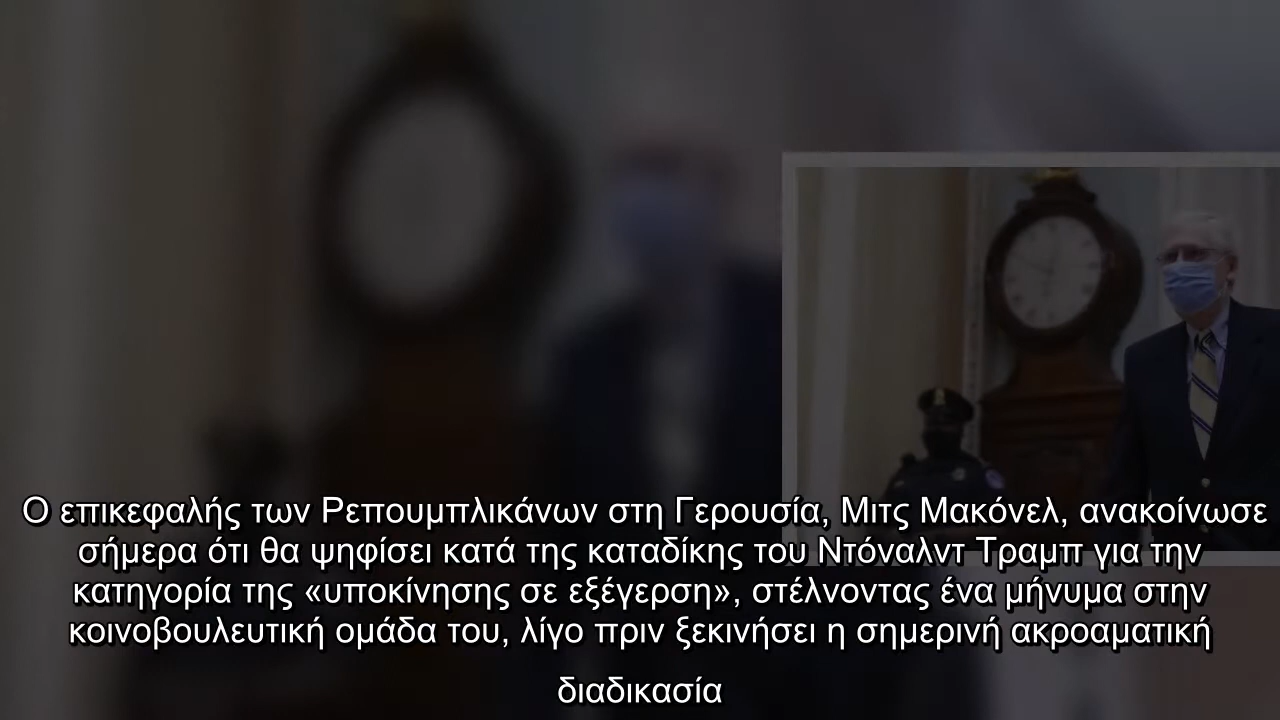 Ο επικεφαλής των Ρεπουμπλικάνων στη Γερουσία, Μιτς Μακόνελ, ανακοίνωσε
σήμερα ότι θα ψηφίσει κατά της καταδίκης του Ντόναλντ Τραμπ για την
κατηγορία της «υποκίνησης σε εξέγερση», στέλνοντας ένα μήνυμα στην
κοινοβουλευτική ομάδα του, λίγο πριν ξεκινήσει η σημερινή ακροαματική
διαδικασία